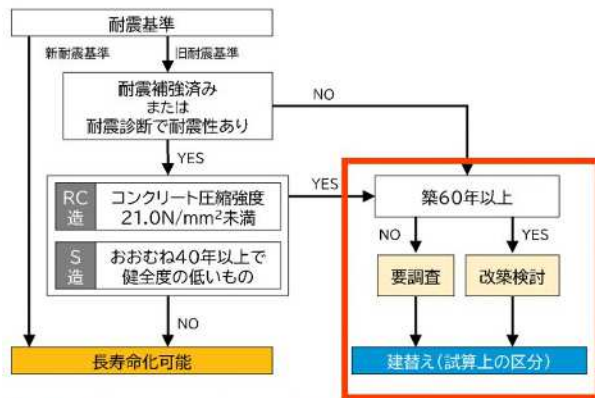 耐震基準
新耐震基準
旧耐震基準
耐震補強済み
または
耐震診断で耐震性あり
NO
YES
RC
造
コンクリート圧縮強度
21.0N/mm²未満
YES
築60年以上
S
造
おおむね40年以上で
健全度の低いもの
NO
YES
要調査
改築検討
NO
長寿命化可能
建替え(試算上の区分)